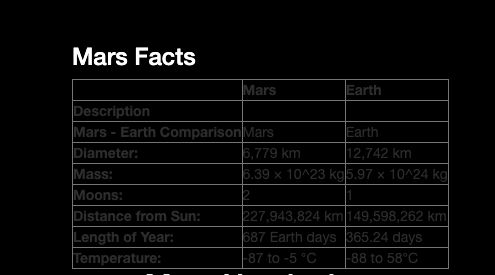 Mars Facts
Mars Earth
Description
Mars - Earth Comparison Mars Earth
Diameter: 6,779 km 12,742 km
Mass: 6.39 × 10^23 kg 5.97 × 10^24 kg
Moons: 2 1
Distance from Sun: 227,943,824 km 149,598,262 km
Length of Year: 687 Earth days 365.24 days
Temperature: -87 to -5 °C -88 to 58°C